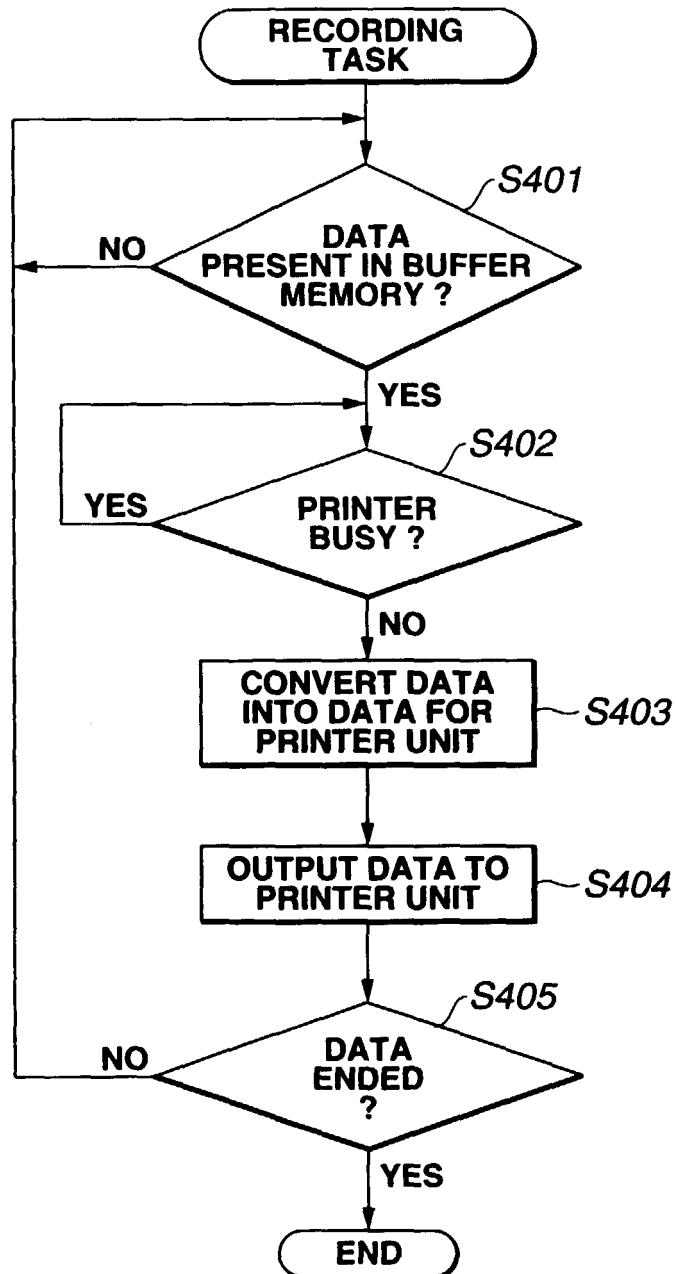 RECORDING
TASK
S401
DATA
PRESENT IN BUFFER
MEMORY ?
NO
YES
S402
PRINTER
BUSY ?
YES
NO
CONVERT DATA
INTO DATA FOR
PRINTER UNIT
S403
OUTPUT DATA TO
PRINTER UNIT
S404
S405
DATA
ENDED
?
NO
YES
END